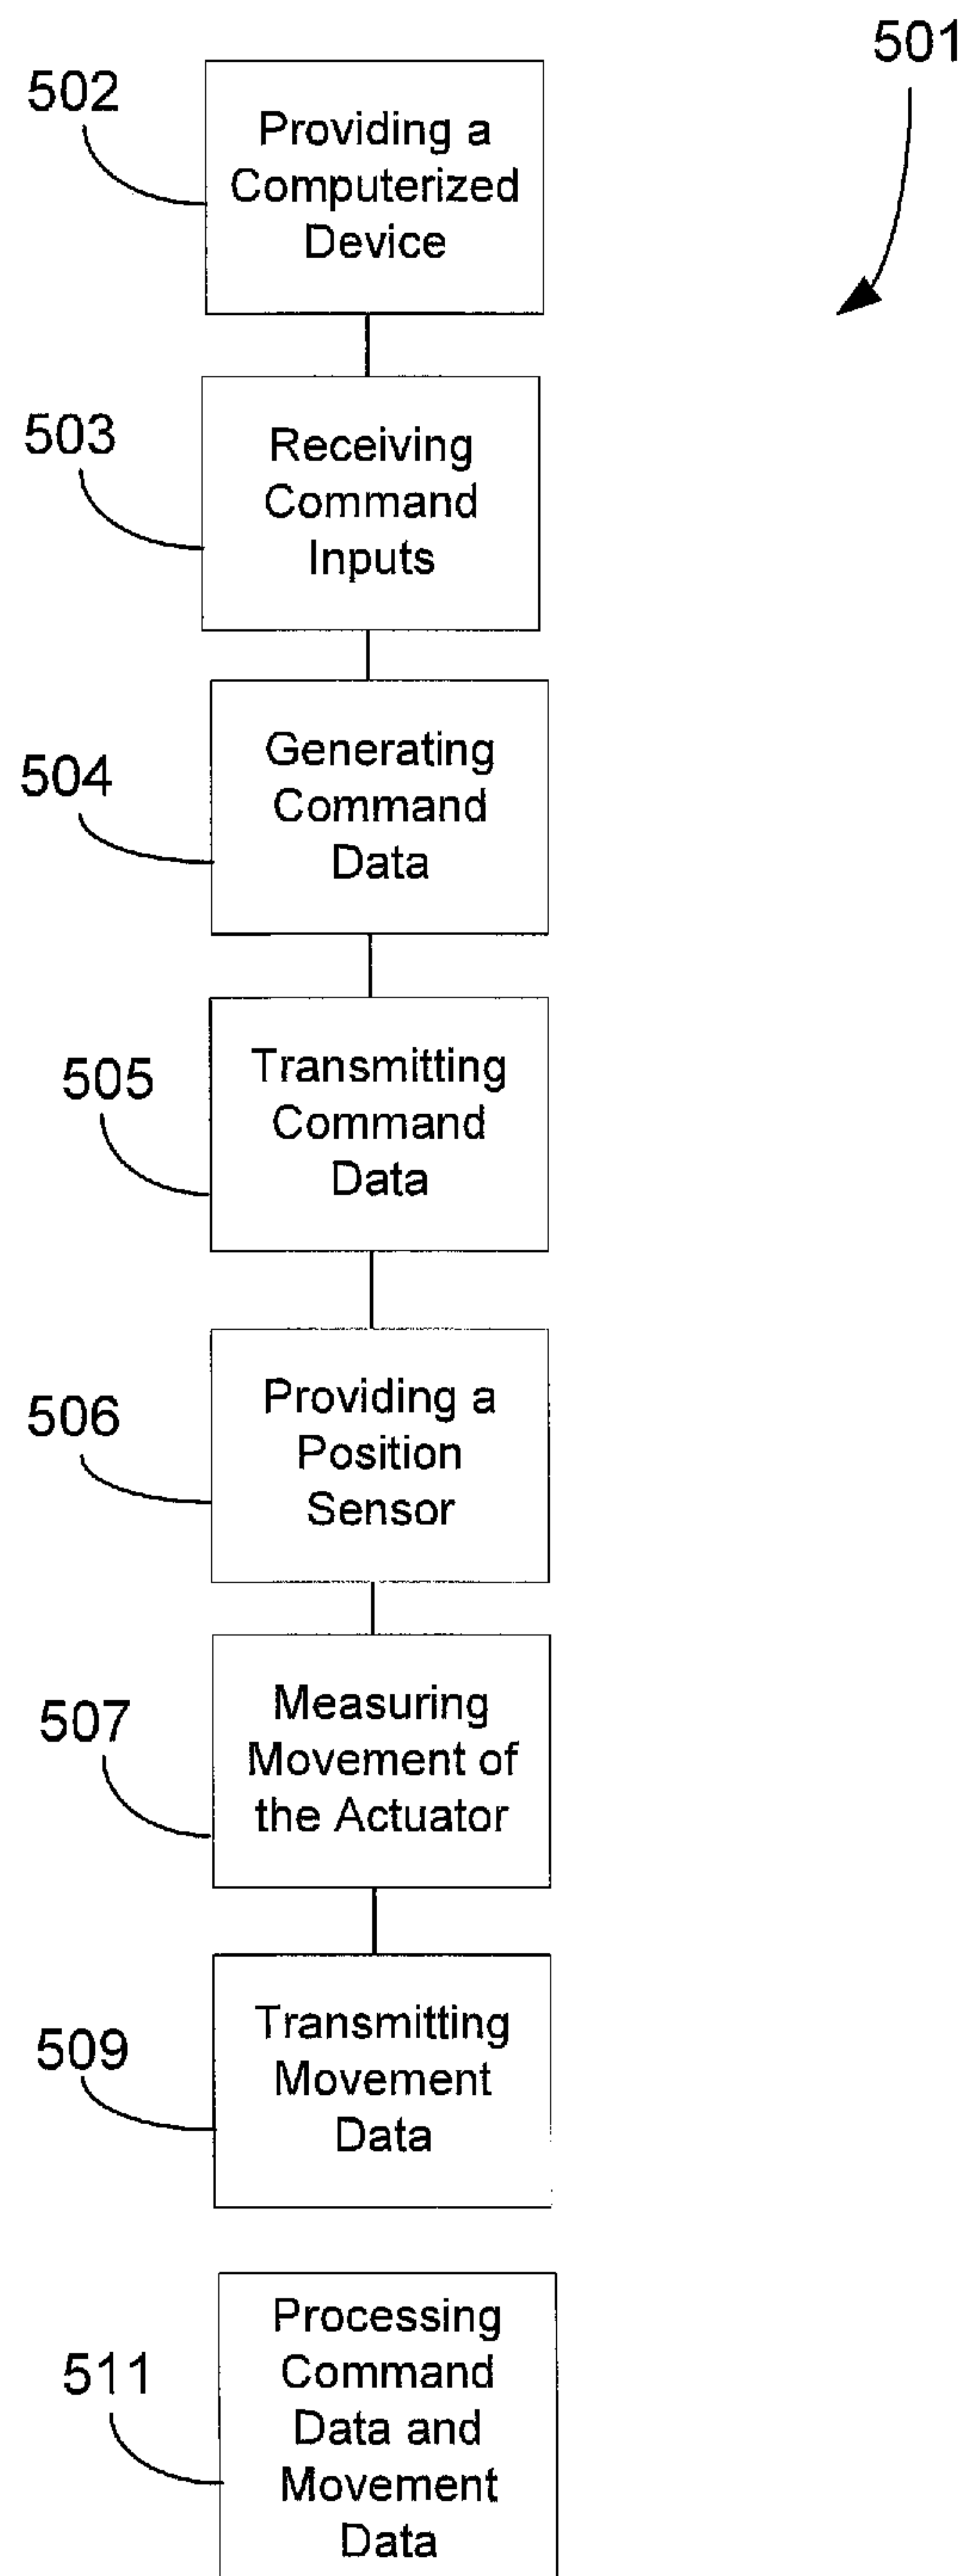 501
502
Providing a
Computerized
Device
503
Receiving
Command
Inputs
504
Generating
Command
Data
505
Transmitting
Command
Data
506
Providing a
Position
Sensor
507
Measuring
Movement of
the Actuator
509
Transmitting
Movement
Data
511
Processing
Command
Data and
Movement
Data